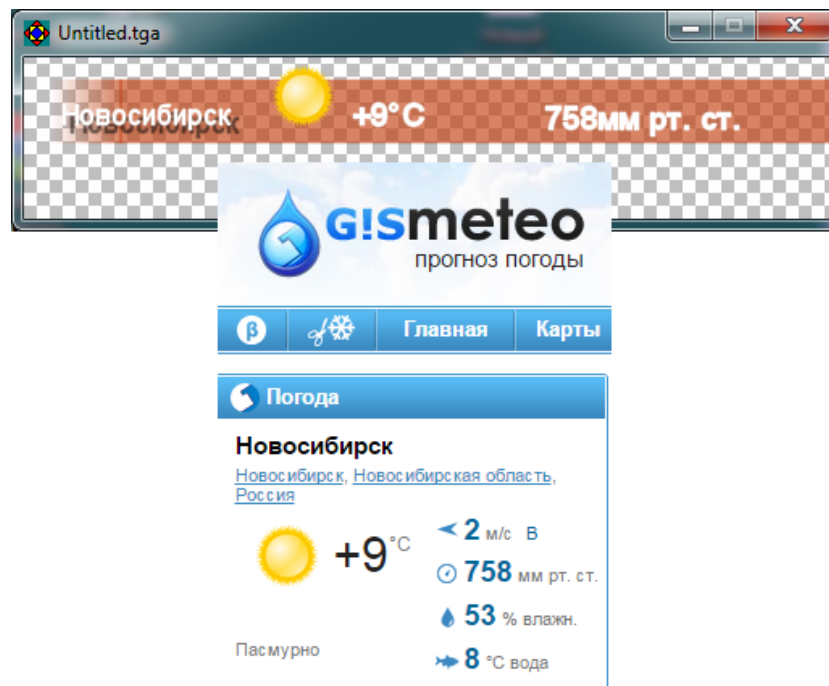 Untitled.tga
Новосибирск +9°C 758мм рт. ст.
G!smeteo
прогноз погоды
β Главная Карты
Погода
Новосибирск
Новосибирск, Новосибирская область,
Россия
+9°C
2 м/с В
758 мм рт. ст.
53 % влажн.
Пасмурно
8 °C вода